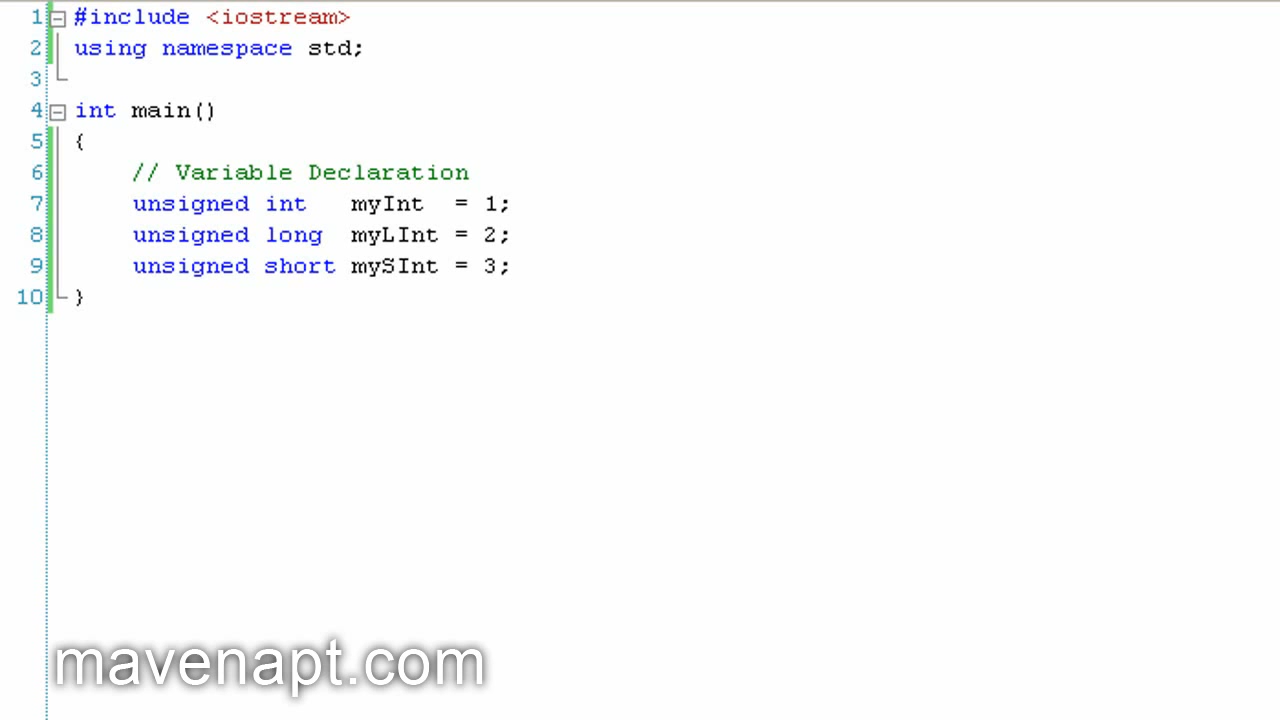 1 #include <iostream>
2 using namespace std;
3
4 int main()
5 {
6     // Variable Declaration
7     unsigned int   myInt  = 1;
8     unsigned long  myLInt = 2;
9     unsigned short mySInt = 3;
10 }
mavenapt.com